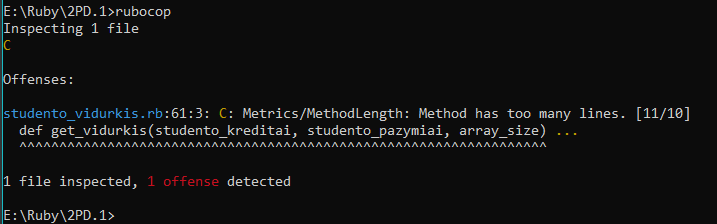 E:\Ruby\2PD.1>rubocop
Inspecting 1 file
C
Offenses:
studento_vidurkis.rb:61:3: C: Metrics/MethodLength: Method has too many lines. [11/10]
  def get_vidurkis(studento_kreditai, studento_pazymiai, array_size) ...
  ^^^^^^^^^^^^^^^^^^^^^^^^^^^^^^^^^^^^^^^^^^^^^^^^^^^^^^^^^^^^^^^^^^
1 file inspected, 1 offense detected
E:\Ruby\2PD.1>